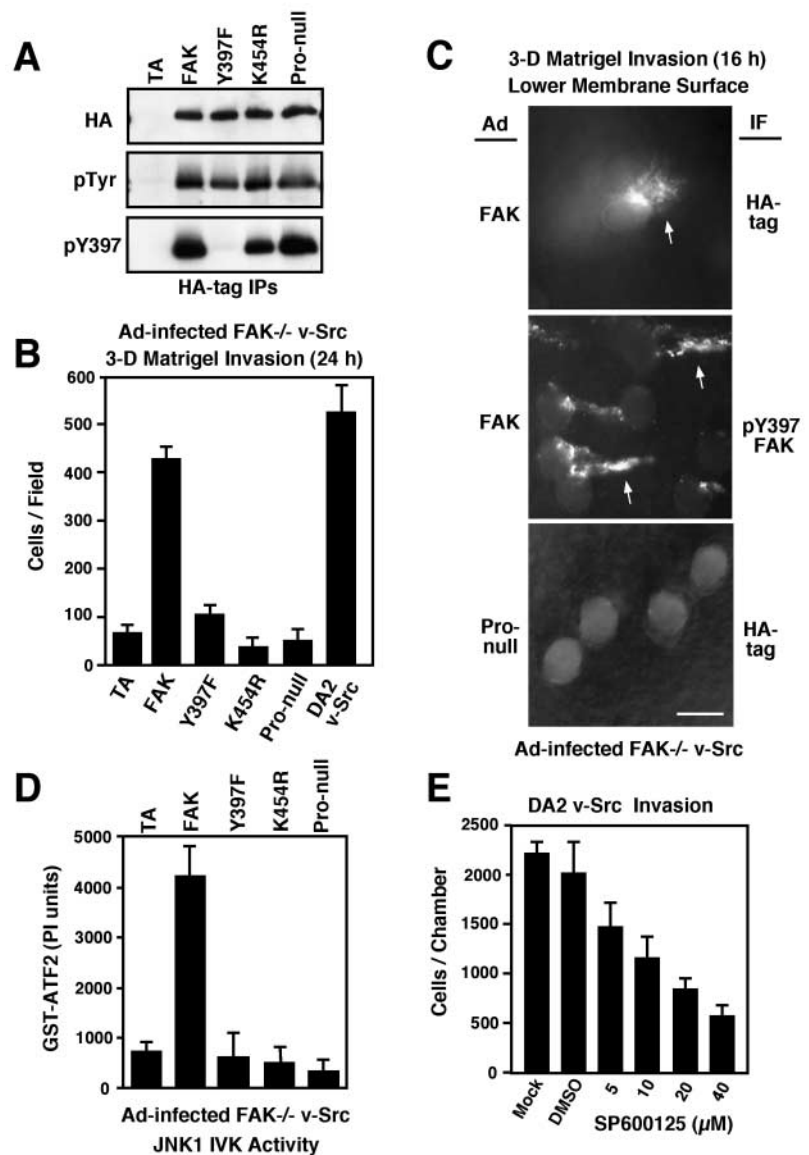 A
TA
FAK
Y397F
K454R
Pro-null
HA
pTyr
pY397
HA-tag IPs
B
Ad-infected FAK-/- v-Src
3-D Matrigel Invasion (24 h)
Cells / Field
600
500
400
300
200
100
0
TA
FAK
Y397F
K454R
Pro-null
DA2
v-Src
C
3-D Matrigel Invasion (16 h)
Lower Membrane Surface
Ad
IF
FAK
HA-
tag
FAK
pY397
FAK
Pro-
null
HA-
tag
Ad-infected FAK-/- v-Src
D
TA
FAK
Y397F
K454R
Pro-null
GST-ATF2 (PI units)
5000
4000
3000
2000
1000
0
Ad-infected FAK-/- v-Src
JNK1 IVK Activity
E
DA2 v-Src Invasion
Cells / Chamber
2500
2000
1500
1000
500
0
Mock
DMSO
5
10
20
40
SP600125 (µM)